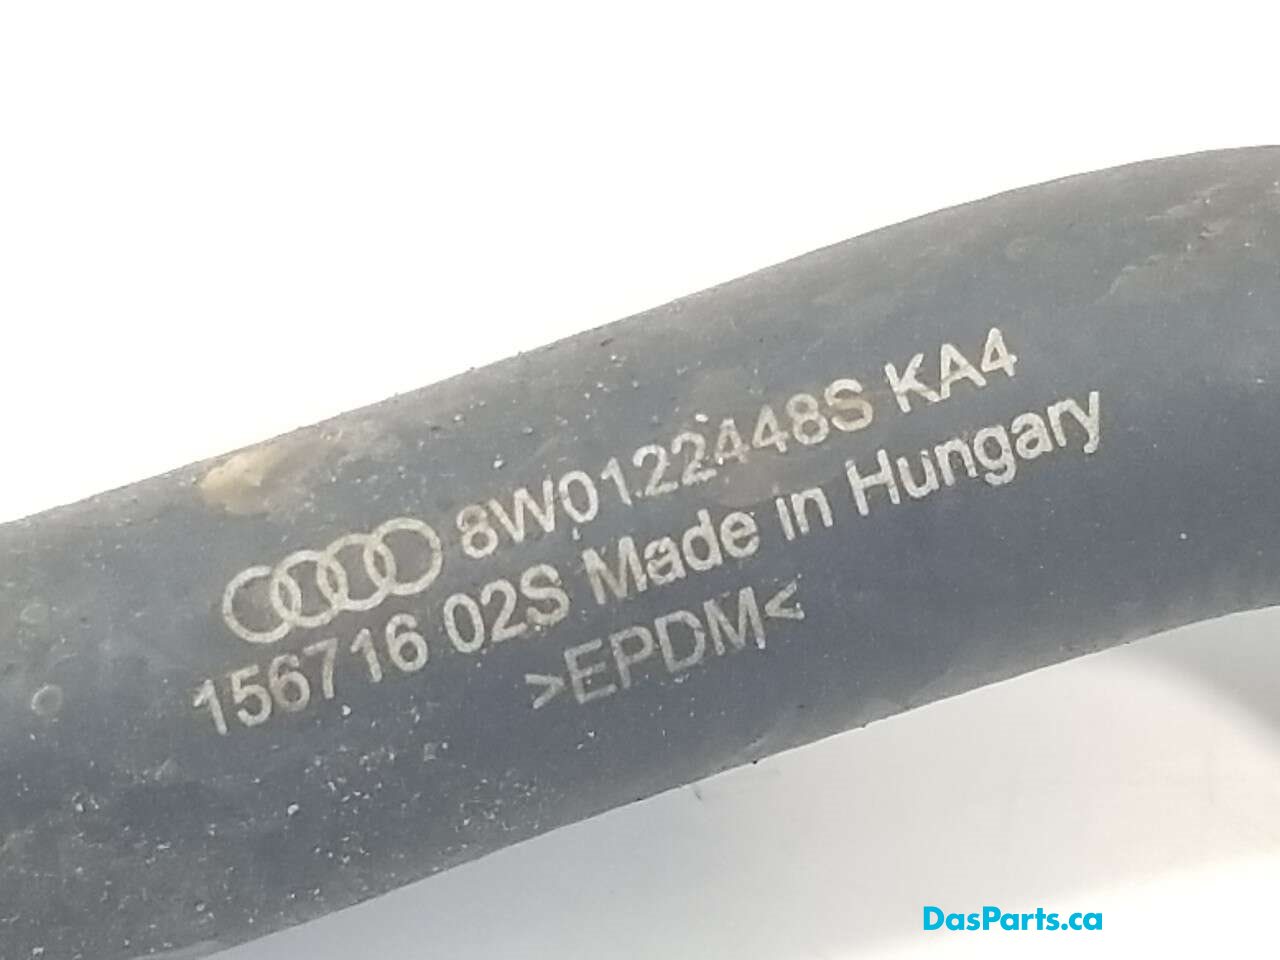 8W0122448S KA4
156716 02S Made in Hungary
>EPDM<
DasParts.ca